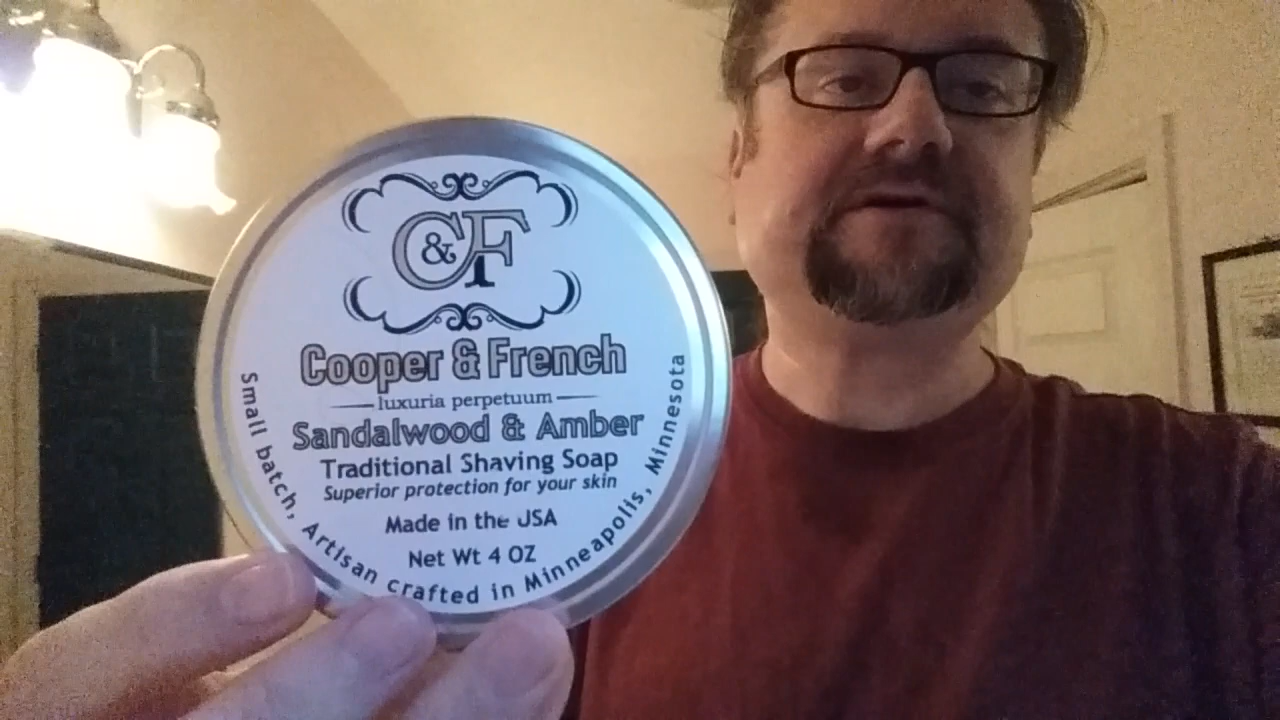 C&F
Cooper & French
luxuria perpetuum
Sandalwood & Amber
Traditional Shaving Soap
Superior protection for your skin
Made in the USA
Net Wt 4 OZ
Small batch, Artisan crafted in Minneapolis, Minnesota